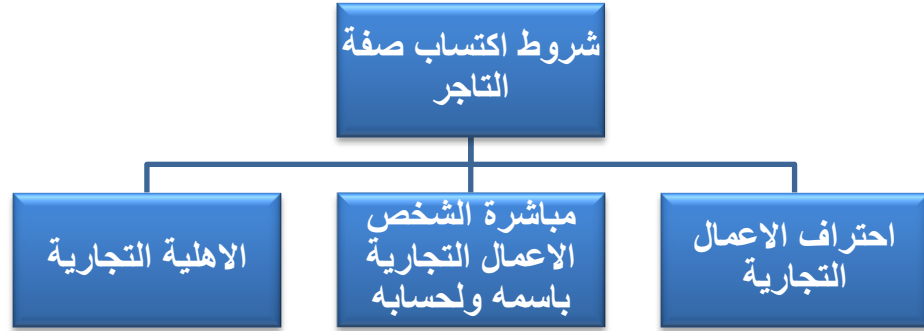 شروط اكتساب صفة
التاجر
احتراف الاعمال
التجارية
مباشرة الشخص
الاعمال التجارية
باسمه ولحسابه
الاهلية التجارية